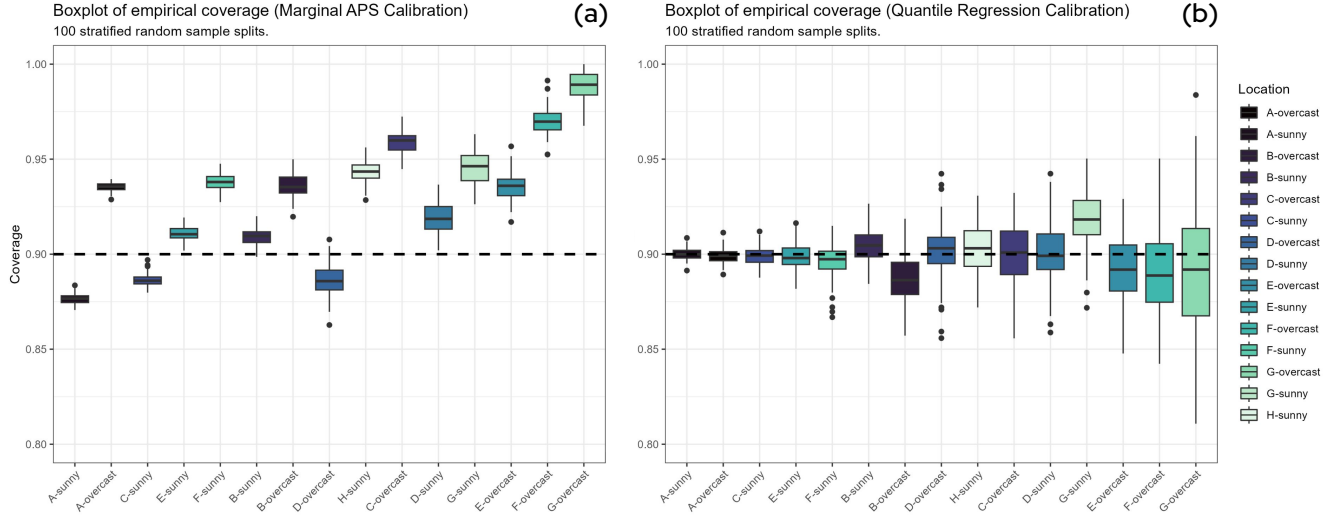 Boxplot of empirical coverage (Marginal APS Calibration)
(a)
100 stratified random sample splits.
Coverage
1.00
0.95
0.90
0.85
0.80
A-sunny
A-overcast
C-sunny
E-sunny
F-sunny
B-sunny
B-overcast
D-overcast
H-sunny
C-overcast
D-sunny
G-sunny
E-overcast
F-overcast
G-overcast
Boxplot of empirical coverage (Quantile Regression Calibration)
(b)
100 stratified random sample splits.
1.00
0.95
0.90
0.85
0.80
A-sunny
A-overcast
C-sunny
E-sunny
F-sunny
B-sunny
B-overcast
D-overcast
H-sunny
C-overcast
D-sunny
G-sunny
E-overcast
F-overcast
G-overcast
Location
A-overcast
A-sunny
B-overcast
B-sunny
C-overcast
C-sunny
D-overcast
D-sunny
E-overcast
E-sunny
F-overcast
F-sunny
G-overcast
G-sunny
H-sunny